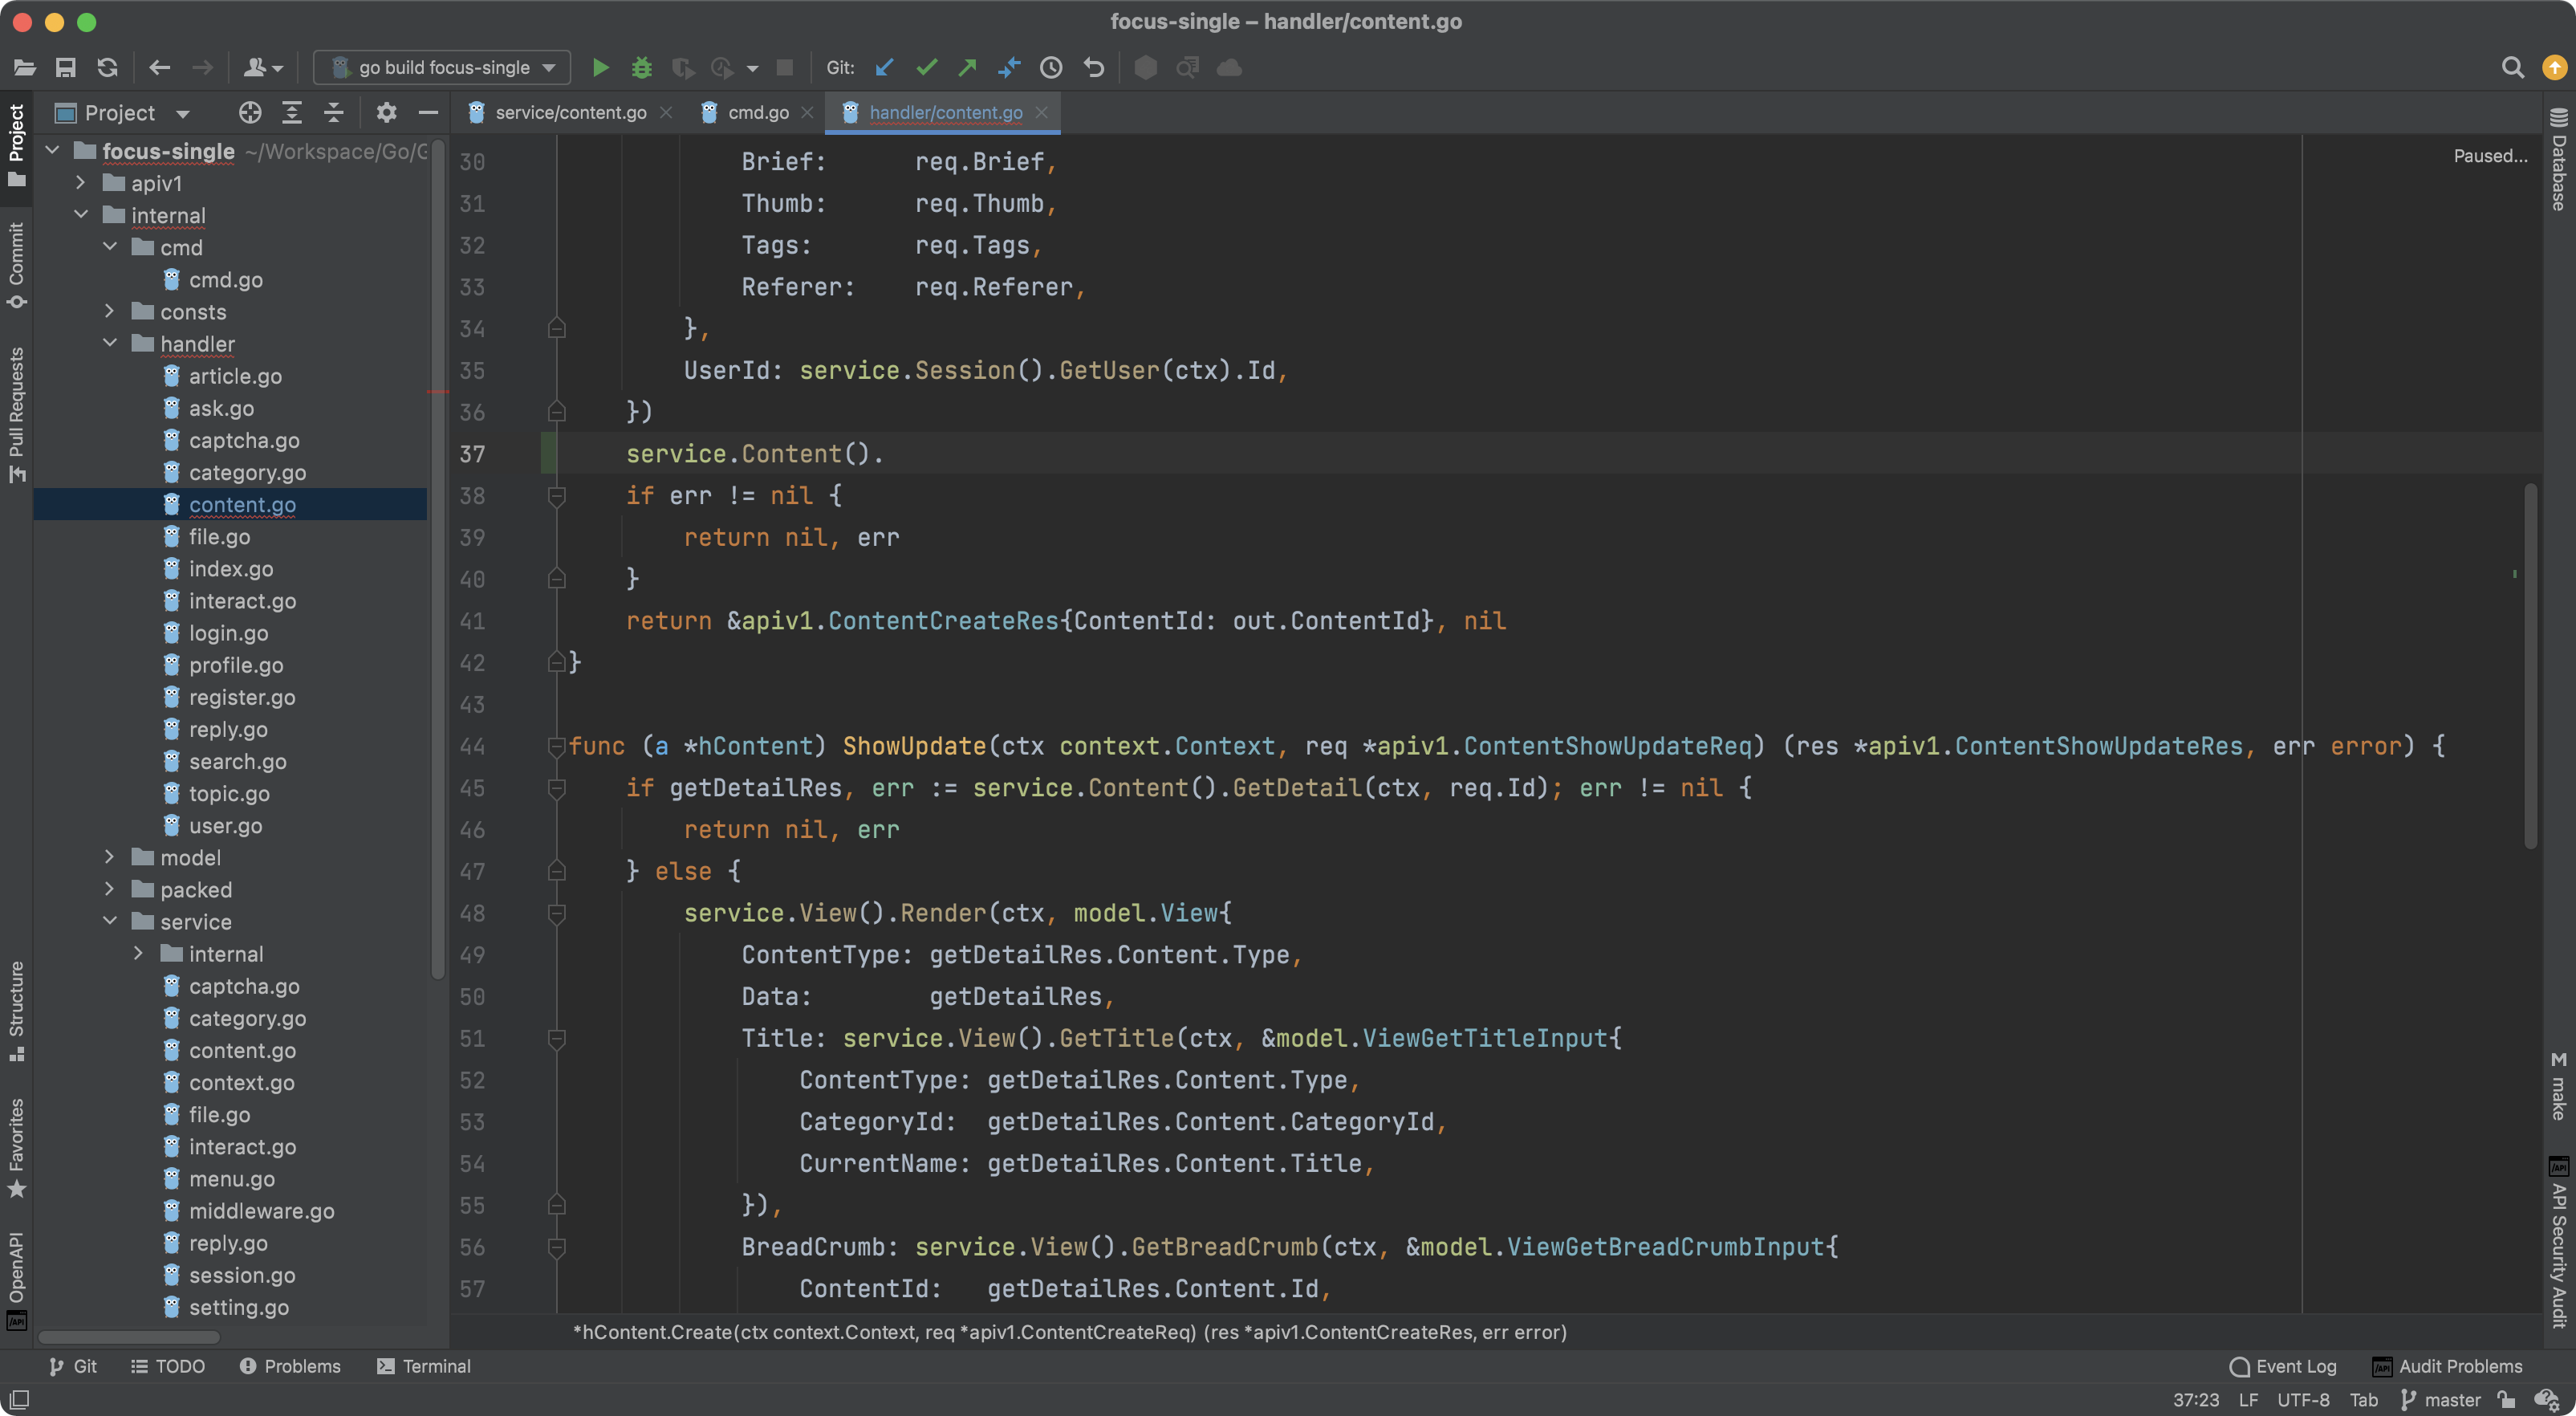 focus-single – handler/content.go
go build focus-single
Git:
Project
service/content.go
cmd.go
handler/content.go
Project
Commit
Pull Requests
Structure
Favorites
OpenAPI
focus-single ~/Workspace/Go/G
apiv1
internal
cmd
cmd.go
consts
handler
article.go
ask.go
captcha.go
category.go
content.go
file.go
index.go
interact.go
login.go
profile.go
register.go
reply.go
search.go
topic.go
user.go
model
packed
service
internal
captcha.go
category.go
content.go
context.go
file.go
interact.go
menu.go
middleware.go
reply.go
session.go
setting.go
Paused...
30 Brief: req.Brief,
31 Thumb: req.Thumb,
32 Tags: req.Tags,
33 Referer: req.Referer,
34 },
35 UserId: service.Session().GetUser(ctx).Id,
36 })
37 service.Content().
38 if err != nil {
39 return nil, err
40 }
41 return &apiv1.ContentCreateRes{ContentId: out.ContentId}, nil
42 }
43
44 func (a *hContent) ShowUpdate(ctx context.Context, req *apiv1.ContentShowUpdateReq) (res *apiv1.ContentShowUpdateRes, err error) {
45 if getDetailRes, err := service.Content().GetDetail(ctx, req.Id); err != nil {
46 return nil, err
47 } else {
48 service.View().Render(ctx, model.View{
49 ContentType: getDetailRes.Content.Type,
50 Data: getDetailRes,
51 Title: service.View().GetTitle(ctx, &model.ViewGetTitleInput{
52 ContentType: getDetailRes.Content.Type,
53 CategoryId: getDetailRes.Content.CategoryId,
54 CurrentName: getDetailRes.Content.Title,
55 }),
56 BreadCrumb: service.View().GetBreadCrumb(ctx, &model.ViewGetBreadCrumbInput{
57 ContentId: getDetailRes.Content.Id,
*hContent.Create(ctx context.Context, req *apiv1.ContentCreateReq) (res *apiv1.ContentCreateRes, err error)
Database
M make
/API/ API Security Audit
Git
TODO
Problems
Terminal
Event Log
Audit Problems
37:23
LF
UTF-8
Tab
master